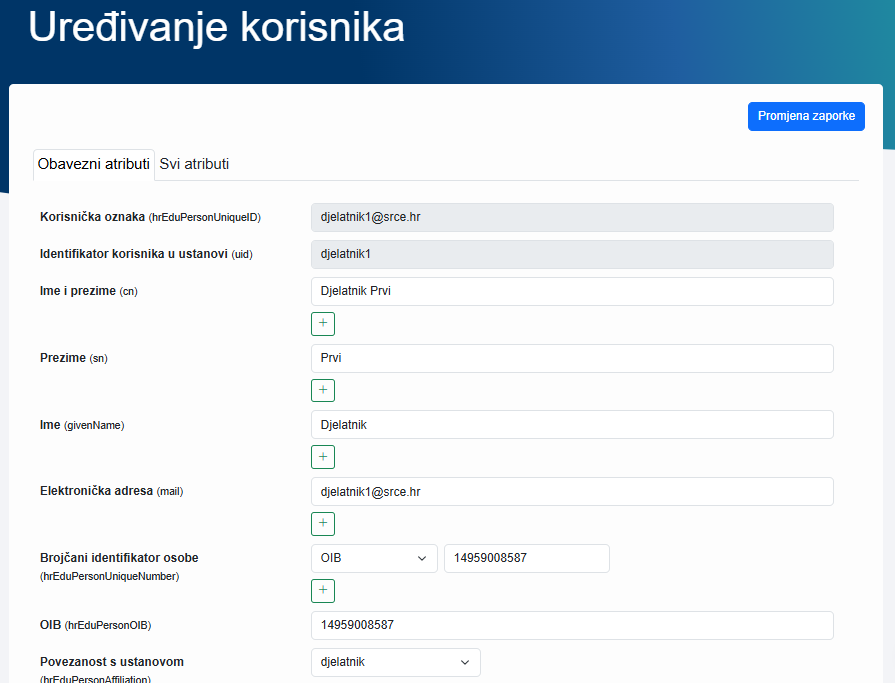 Uređivanje korisnika
Promjena zaporke
Obavezni atributi Svi atributi
Korisnička oznaka (hrEduPersonUniqueID) djelatnik1@srce.hr
Identifikator korisnika u ustanovi (uid) djelatnik1
Ime i prezime (cn) Djelatnik Prvi
+
Prezime (sn) Prvi
+
Ime (givenName) Djelatnik
+
Elektronička adresa (mail) djelatnik1@srce.hr
+
Brojčani identifikator osobe OIB 14959008587
(hrEduPersonUniqueNumber)
+
OIB (hrEduPersonOIB) 14959008587
Povezanost s ustanovom djelatnik
(hrEduPersonAffiliation)